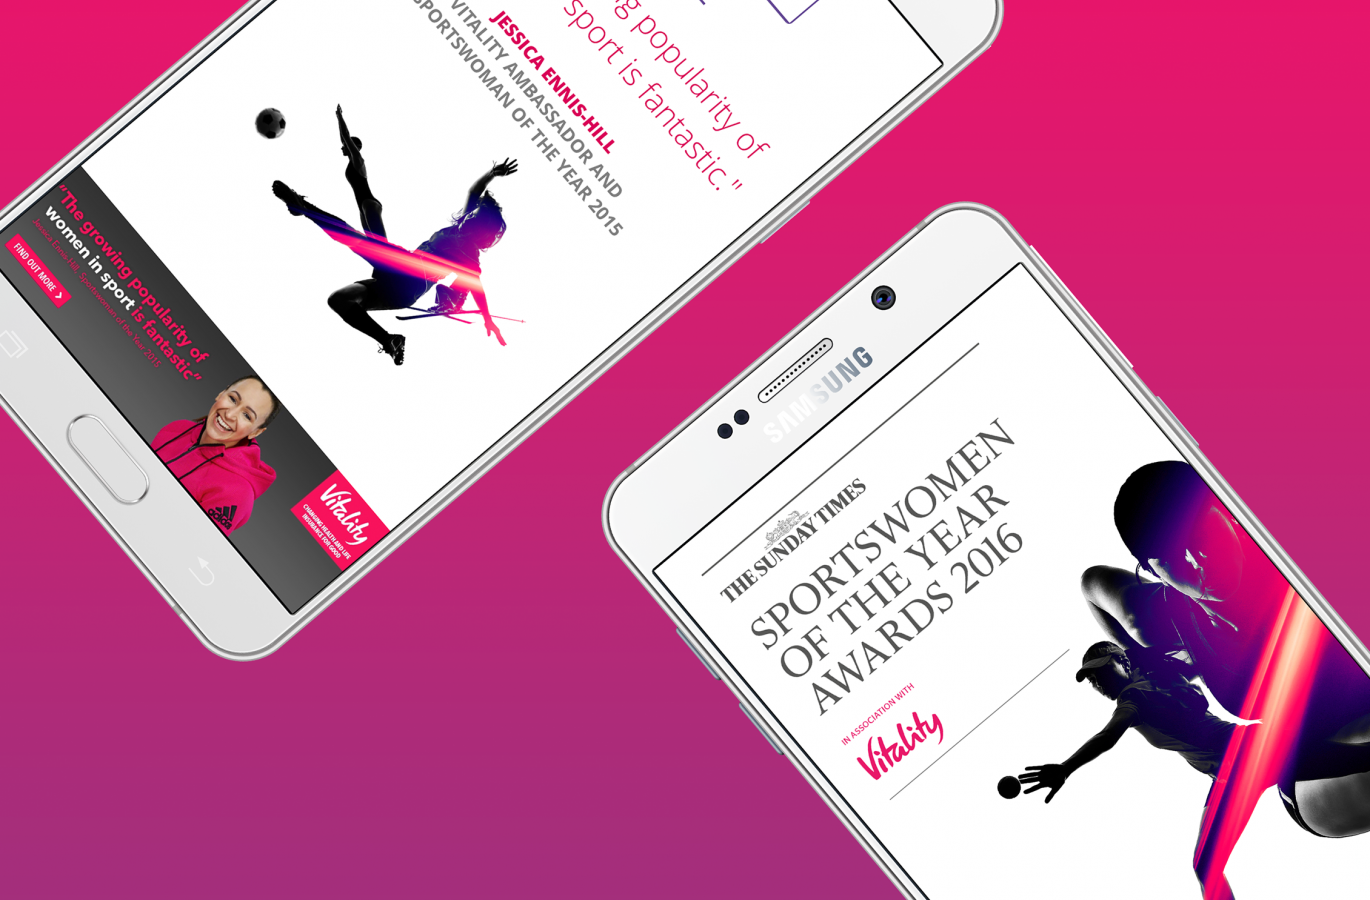 g popularity of
sport is fantastic."
JESSICA ENNIS-HILL
VITALITY AMBASSADOR AND
SPORTSWOMAN OF THE YEAR 2015
"The growing popularity of
women in sport is fantastic"
Jessica Ennis-Hill, Sportswoman of the Year 2015
FIND OUT MORE
adidas
Vitality
CHANGING HEALTH AND LIFE
INSURANCE FOR GOOD
SAMSUNG
THE SUNDAY TIMES
SPORTSWOMEN
OF THE YEAR
AWARDS 2016
IN ASSOCIATION WITH
Vitality